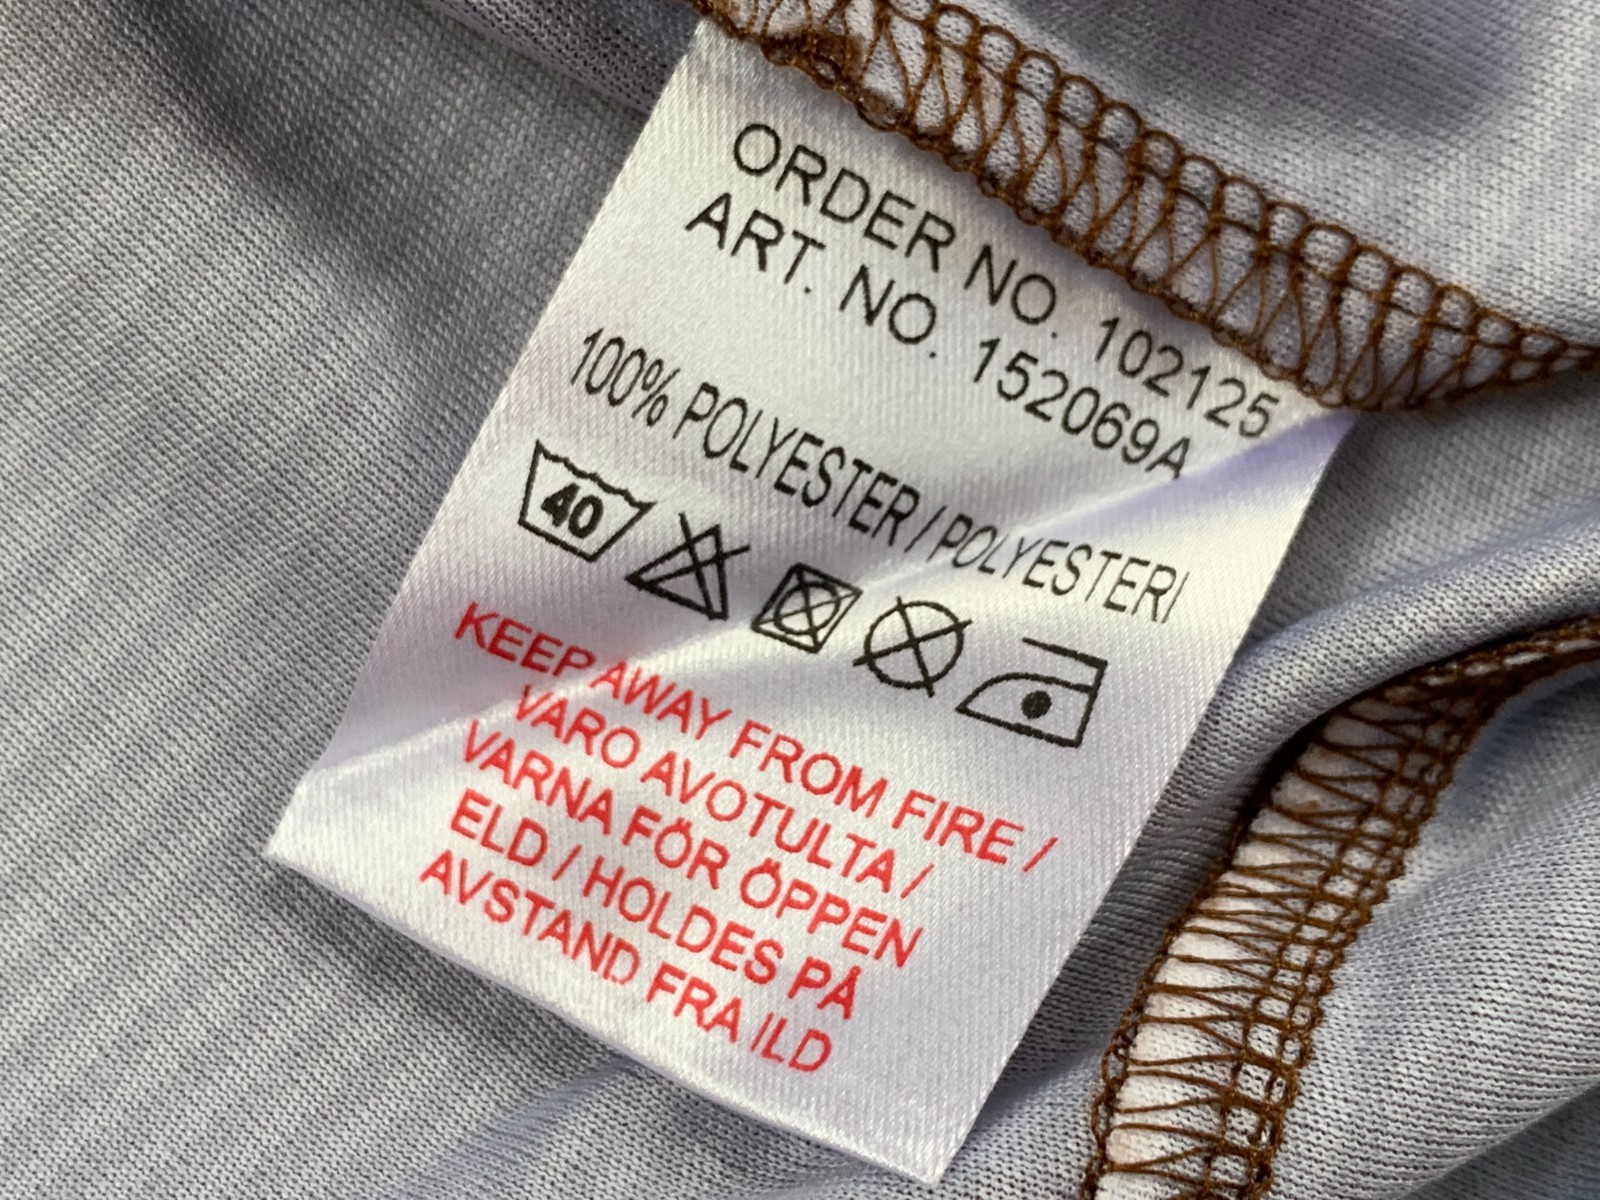 ORDER NO. 102125
ART. NO. 152069A
100% POLYESTER / POLYESTERI
40
KEEP AWAY FROM FIRE /
VARO AVOTULTA /
VARNA FÖR ÖPPEN
ELD / HOLDES PÅ
AVSTAND FRA ILD